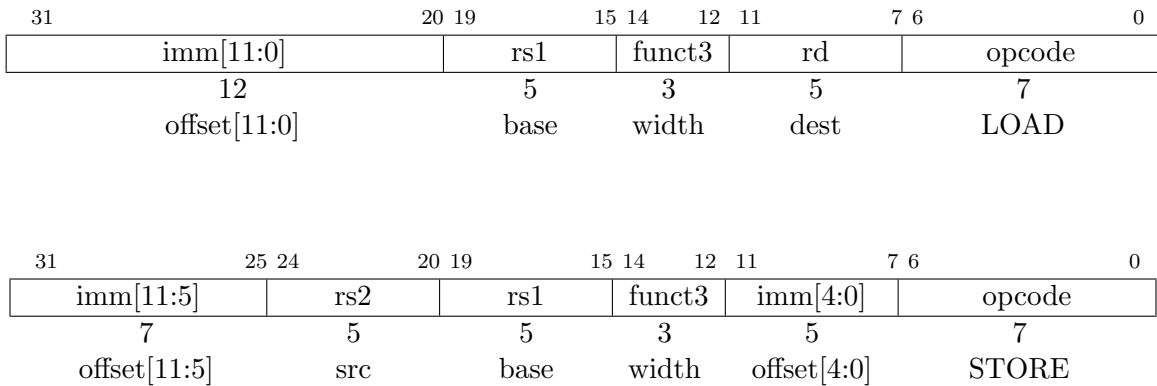 31 20 19 15 14 12 11 7 6 0
imm[11:0] rs1 funct3 rd opcode
12 5 3 5 7
offset[11:0] base width dest LOAD
31 25 24 20 19 15 14 12 11 7 6 0
imm[11:5] rs2 rs1 funct3 imm[4:0] opcode
7 5 5 3 5 7
offset[11:5] src base width offset[4:0] STORE